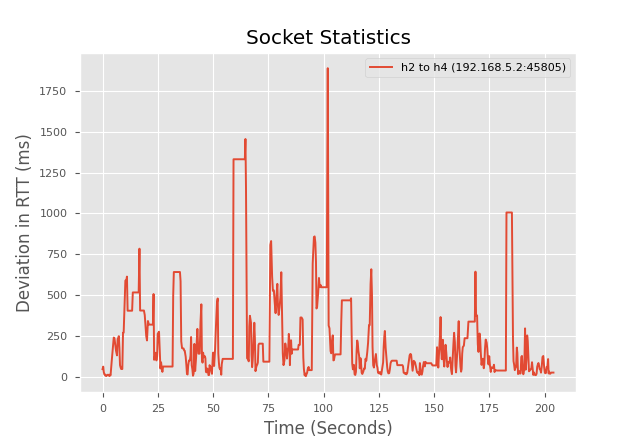 Socket Statistics
h2 to h4 (192.168.5.2:45805)
Deviation in RTT (ms)
1750
1500
1250
1000
750
500
250
0
0 25 50 75 100 125 150 175 200
Time (Seconds)